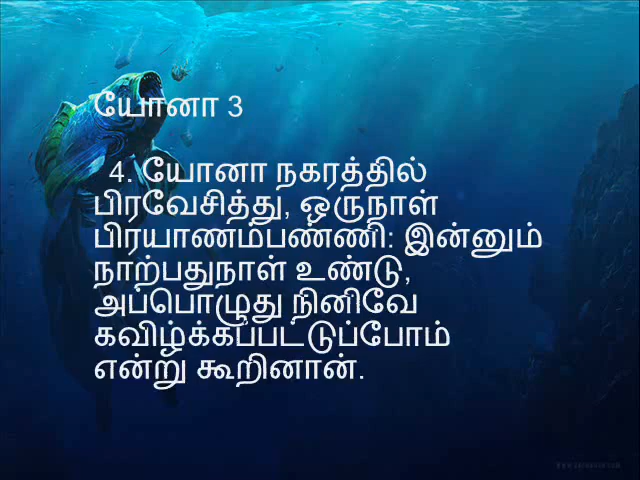 யோனா 3
4. யோனா நகரத்தில்
பிரவேசித்து, ஒருநாள்
பிரயாணம்பண்ணி: இன்னும்
நாற்பதுநாள் உண்டு,
அப்பொழுது நினிவே
கவிழ்க்கப்பட்டுப்போம்
என்று கூறினான்.